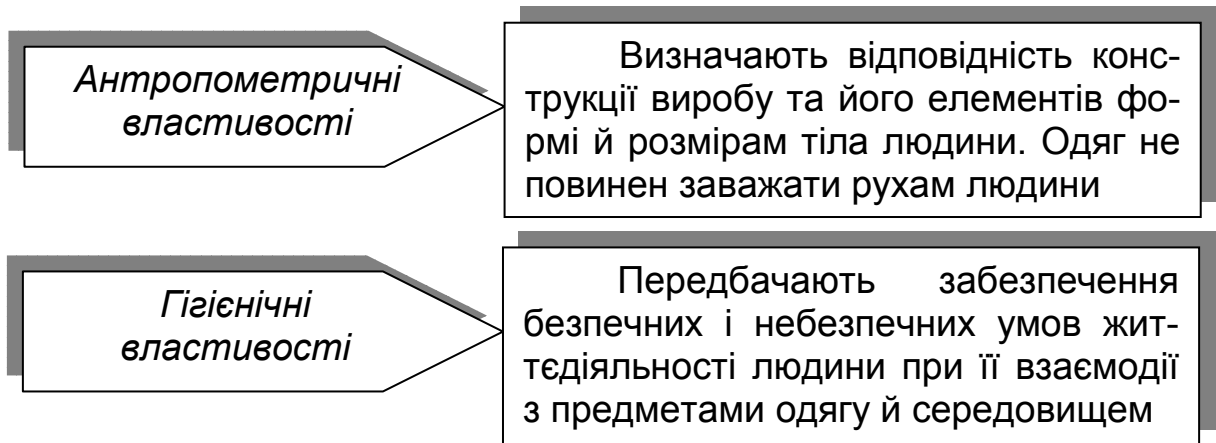 Антропометричні
властивості
Визначають відповідність конс-
трукції виробу та його елементів фо-
рмі й розмірам тіла людини. Одяг не
повинен заважати рухам людини
Гігієнічні
властивості
Передбачають забезпечення
безпечних і небезпечних умов жит-
тєдіяльності людини при її взаємодії
з предметами одягу й середовищем